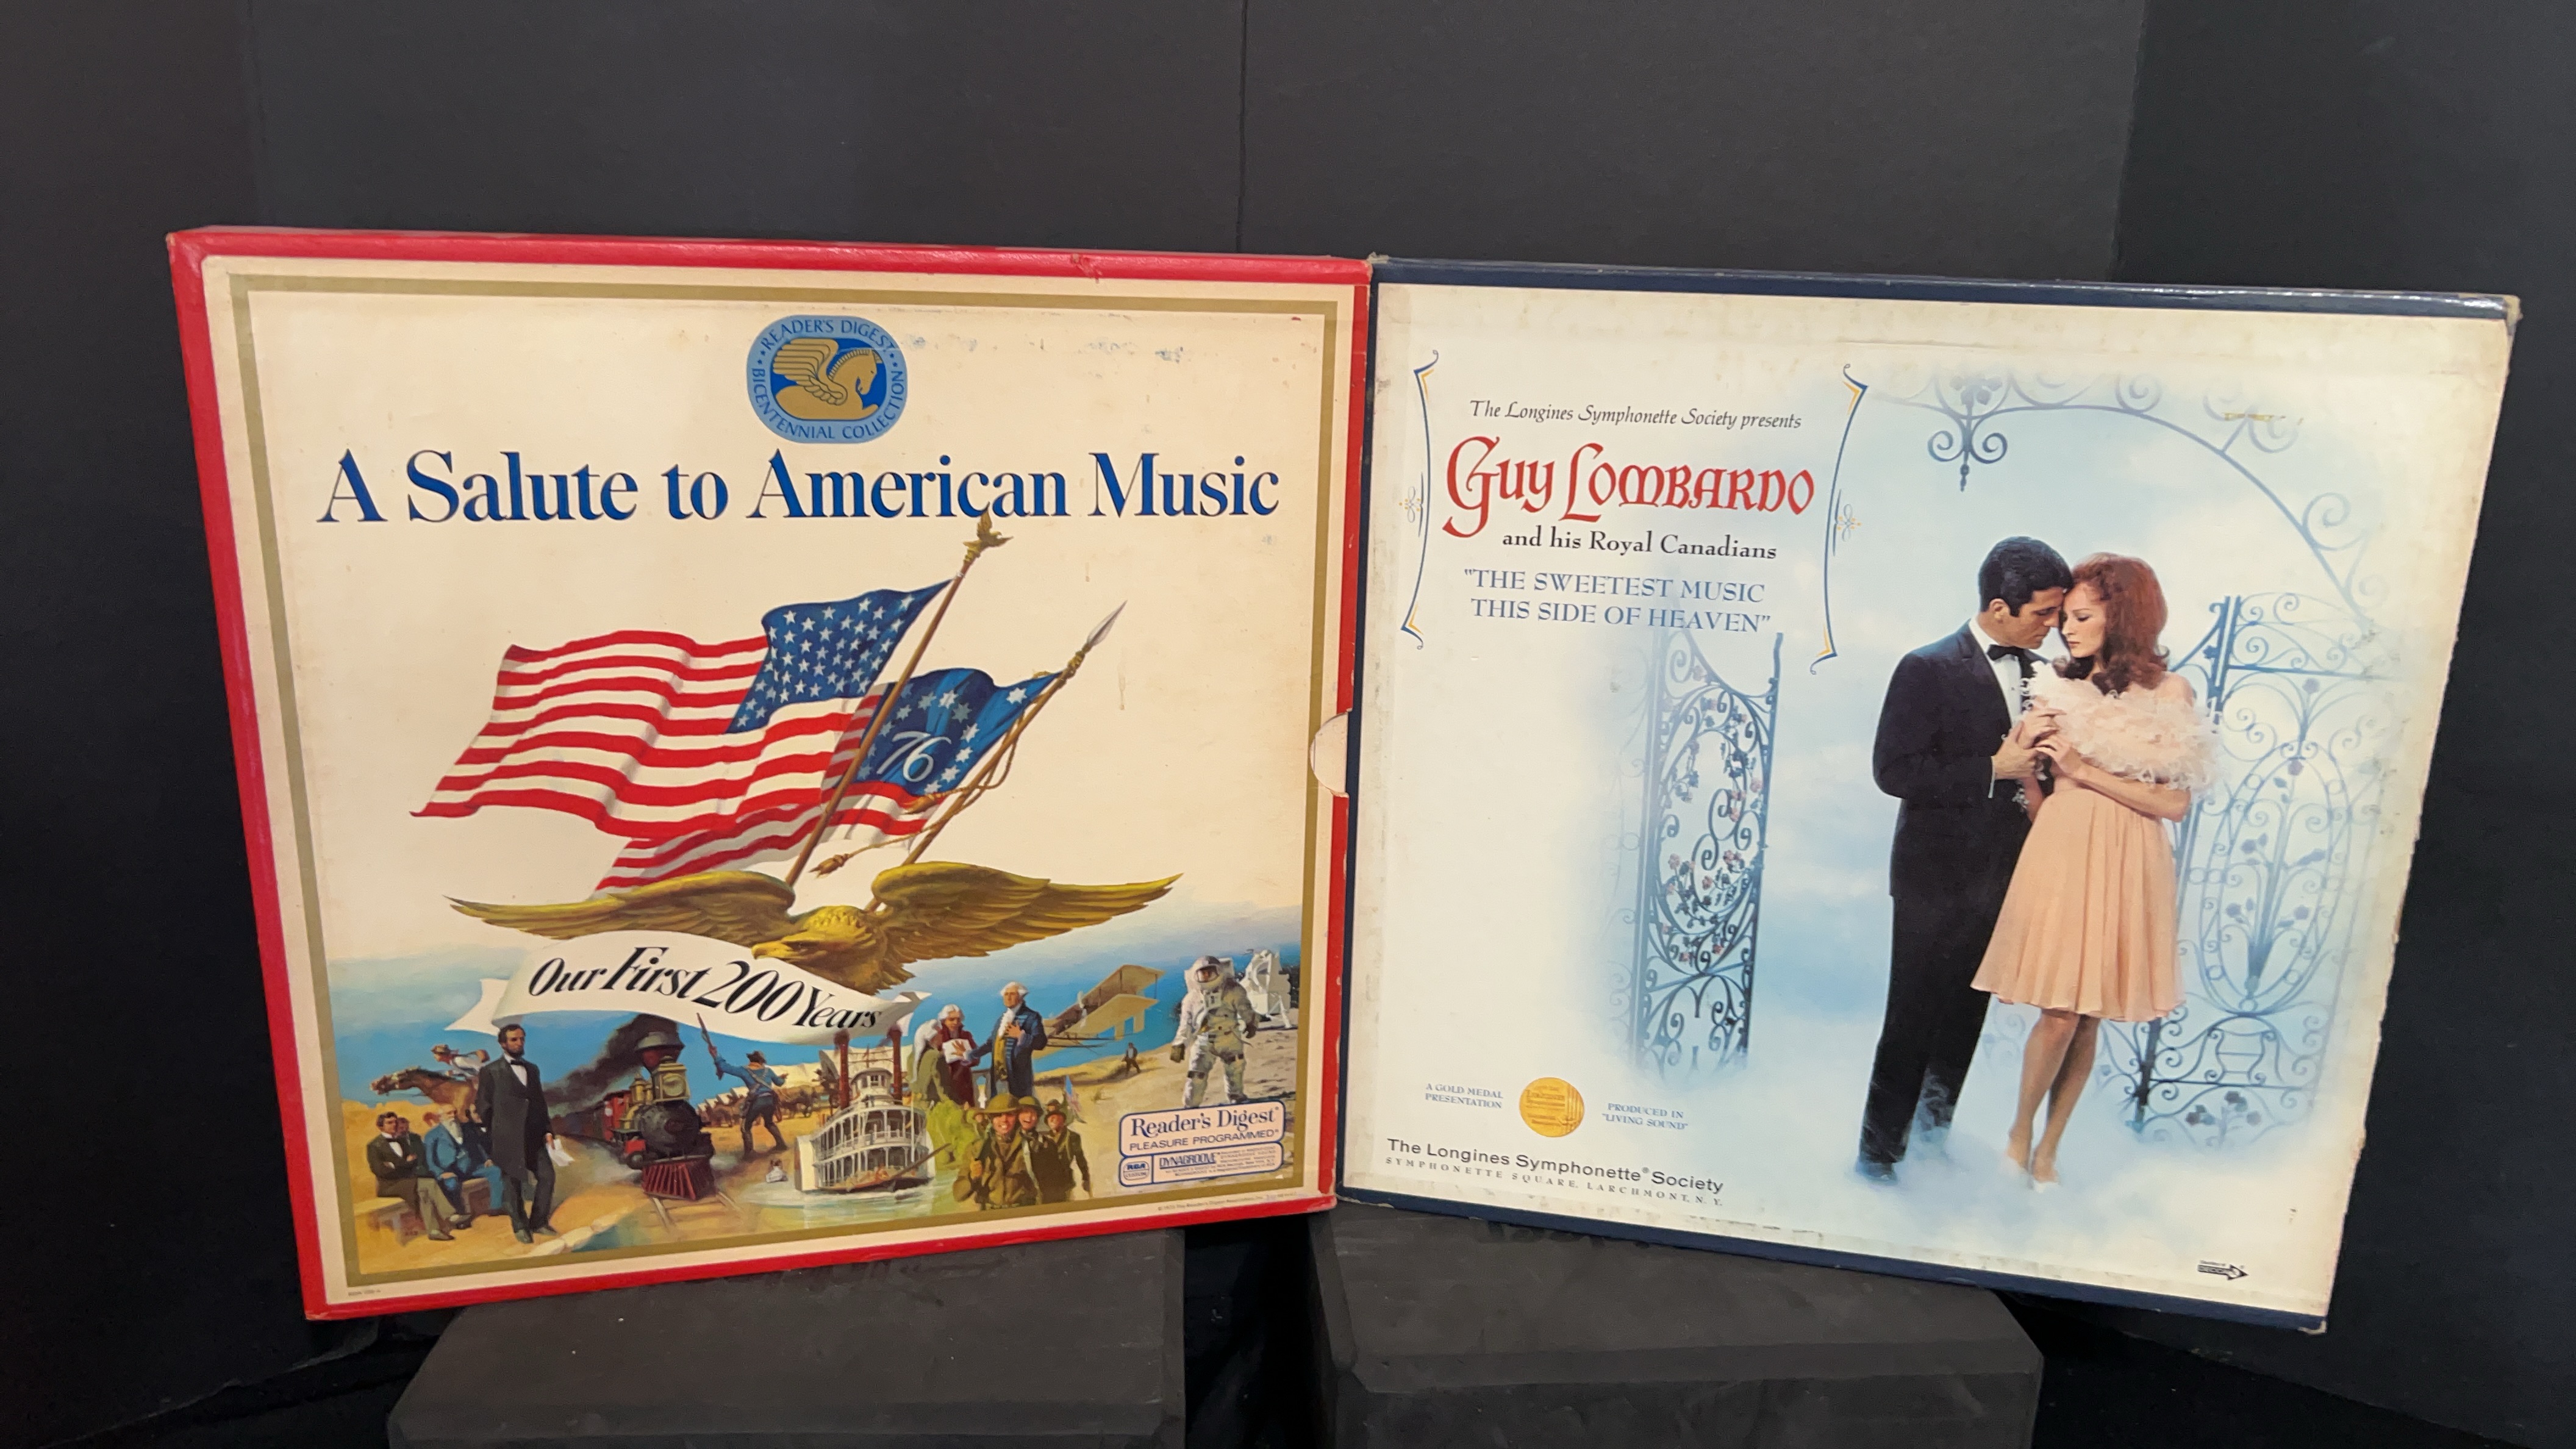 READER'S DIGEST
BICENTENNIAL COLLECTION
A Salute to American Music
76
Our First 200 Years
Reader's Digest
PLEASURE PROGRAMMED®
RCA
DYNAGROOVE
The Longines Symphonette Society presents
GUY LOMBARDO
and his Royal Canadians
"THE SWEETEST MUSIC
THIS SIDE OF HEAVEN"
A GOLD MEDAL
PRESENTATION
PRODUCED IN
"LIVING SOUND"
The Longines Symphonette® Society
SYMPHONETTE SQUARE, LARCHMONT, N. Y.